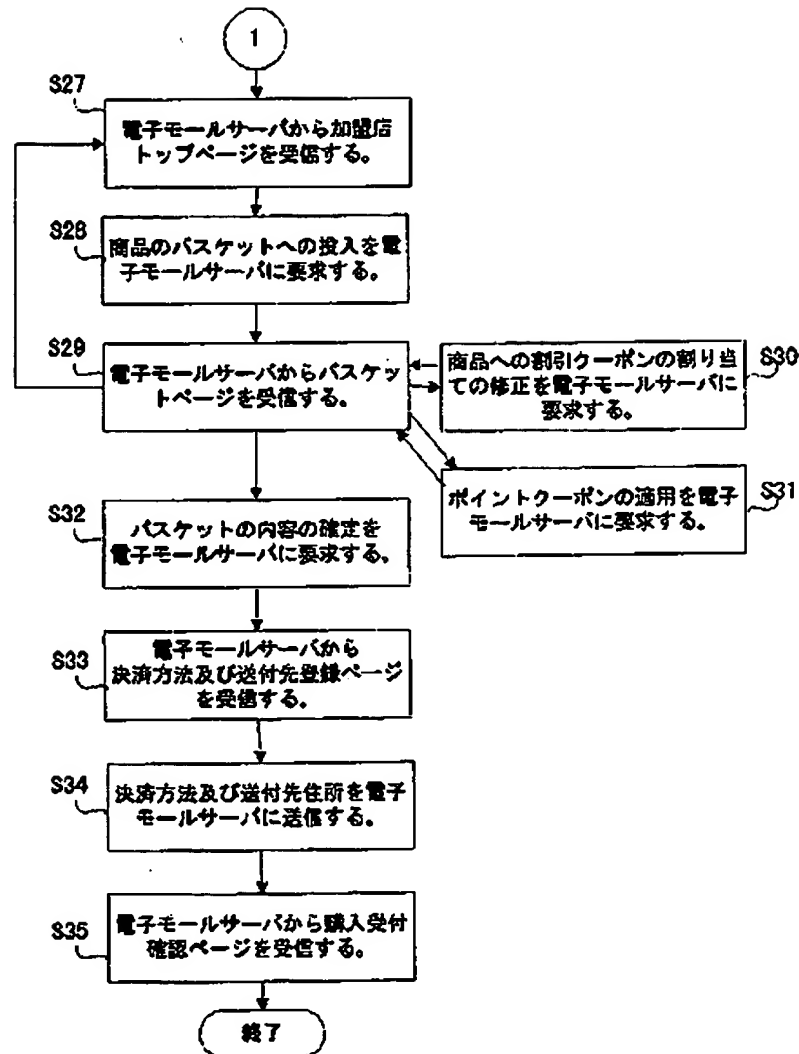 1
S27
電子モールサーバから加盟店
トップページを受信する。
S28
商品のバスケットへの投入を電
子モールサーバに要求する。
S29
電子モールサーバからバスケッ
トページを受信する。
商品への割引クーポンの割り当
ての修正を電子モールサーバに
要求する。
S30
ポイントクーポンの適用を電子
モールサーバに要求する。
S31
S32
バスケットの内容の確定を
電子モールサーバに要求する、
S33
電子モールサーバから
決済方法及び送付先登録ページ
を受信する。
S34
決済方法及び送付先住所を電子
モールサーバに送信する。
S35
電子モールサーバから購入受付
確認ページを受信する。
終了